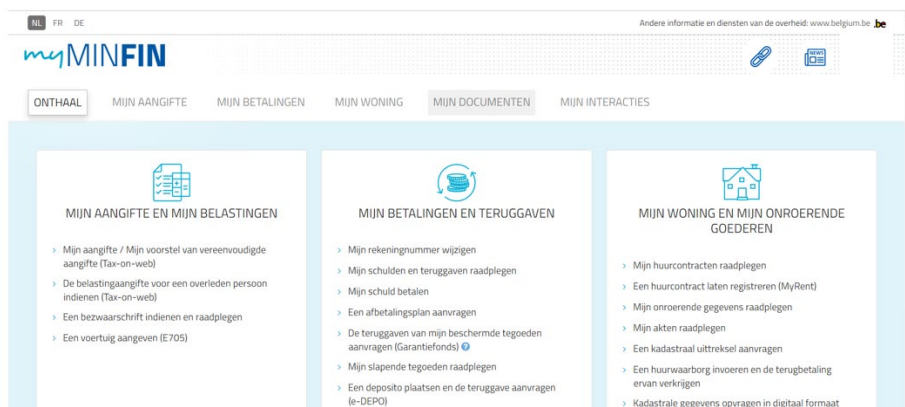 NL FR DE
Andere informatie en diensten van de overheid: www.belgium.be .be
myMINFIN
NEWS
ONTHAAL
MIJN AANGIFTE
MIJN BETALINGEN
MIJN WONING
MIJN DOCUMENTEN
MIJN INTERACTIES
MIJN AANGIFTE EN MIJN BELASTINGEN
> Mijn aangifte / Mijn voorstel van vereenvoudigde
aangifte (Tax-on-web)
> De belastingaangifte voor een overleden persoon
indienen (Tax-on-web)
> Een bezwaarschrift indienen en raadplegen
> Een voertuig aangeven (E705)
MIJN BETALINGEN EN TERUGGAVEN
> Mijn rekeningnummer wijzigen
> Mijn schulden en teruggaven raadplegen
> Mijn schuld betalen
> Een afbetalingsplan aanvragen
> De teruggaven van mijn beschermde tegoeden
aanvragen (Garantiefonds) ?
> Mijn slapende tegoeden raadplegen
> Een deposito plaatsen en de teruggave aanvragen
(e-DEPO)
MIJN WONING EN MIJN ONROERENDE
GOEDEREN
> Mijn huurcontracten raadplegen
> Een huurcontract laten registreren (MyRent)
> Mijn onroerende gegevens raadplegen
> Mijn akten raadplegen
> Een kadastraal uittreksel aanvragen
> Een huurwaarborg invoeren en de terugbetaling
ervan verkrijgen
> Kadastrale gegevens opvragen in digitaal formaat